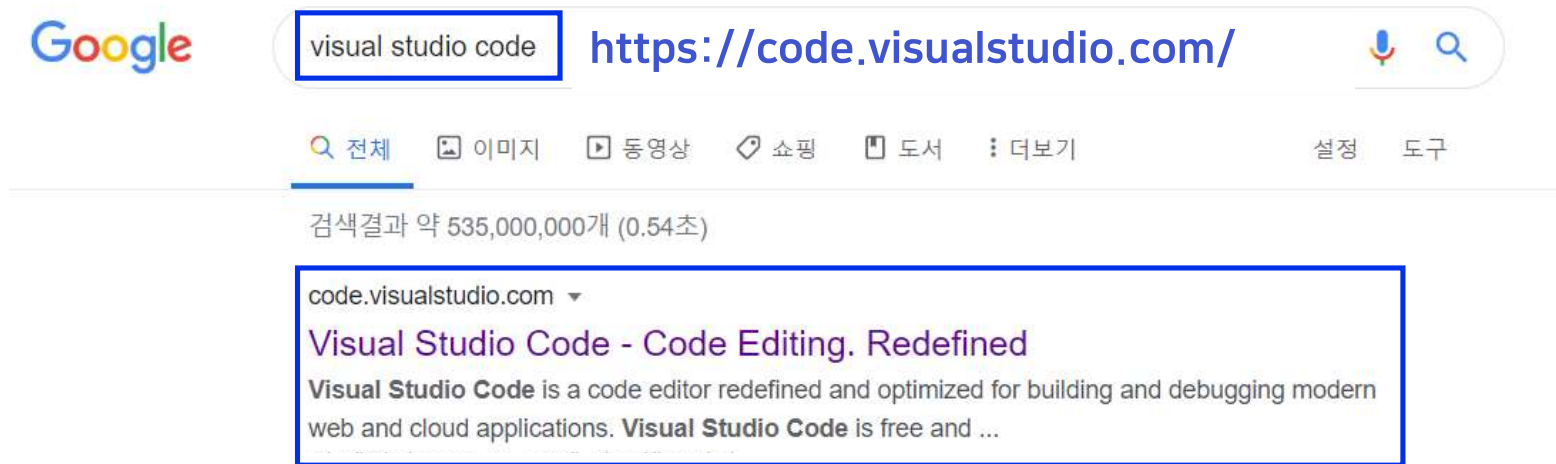 Google
visual studio code https://code.visualstudio.com/
전체 이미지 동영상 쇼핑 도서 더보기 설정 도구
검색결과 약 535,000,000개 (0.54초)
code.visualstudio.com
Visual Studio Code - Code Editing. Redefined
Visual Studio Code is a code editor redefined and optimized for building and debugging modern
web and cloud applications. Visual Studio Code is free and ...